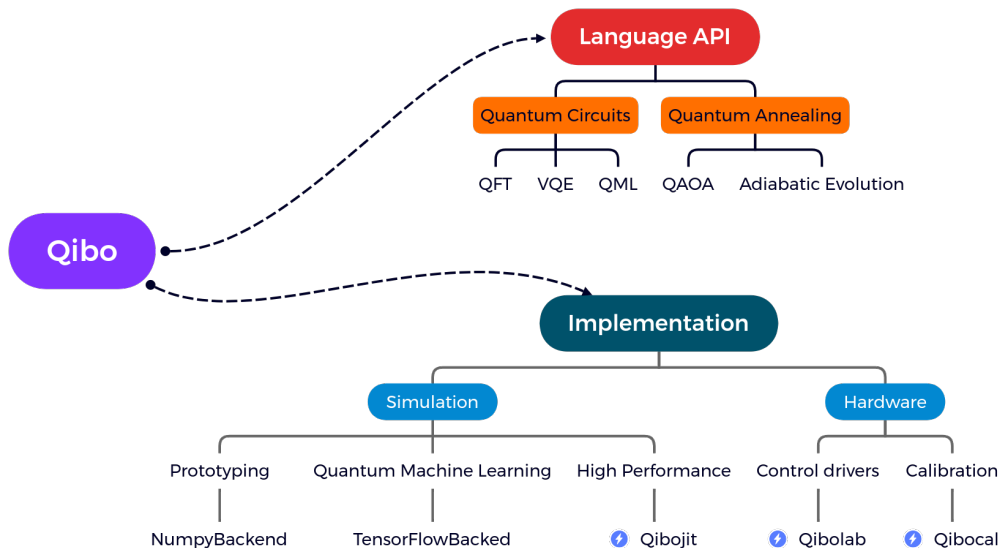 Language API
Quantum Circuits
Quantum Annealing
QFT
VQE
QML
QAOA
Adiabatic Evolution
Qibo
Implementation
Simulation
Hardware
Prototyping
Quantum Machine Learning
High Performance
Control drivers
Calibration
NumpyBackend
TensorFlowBacked
Qibojit
Qibolab
Qibocal